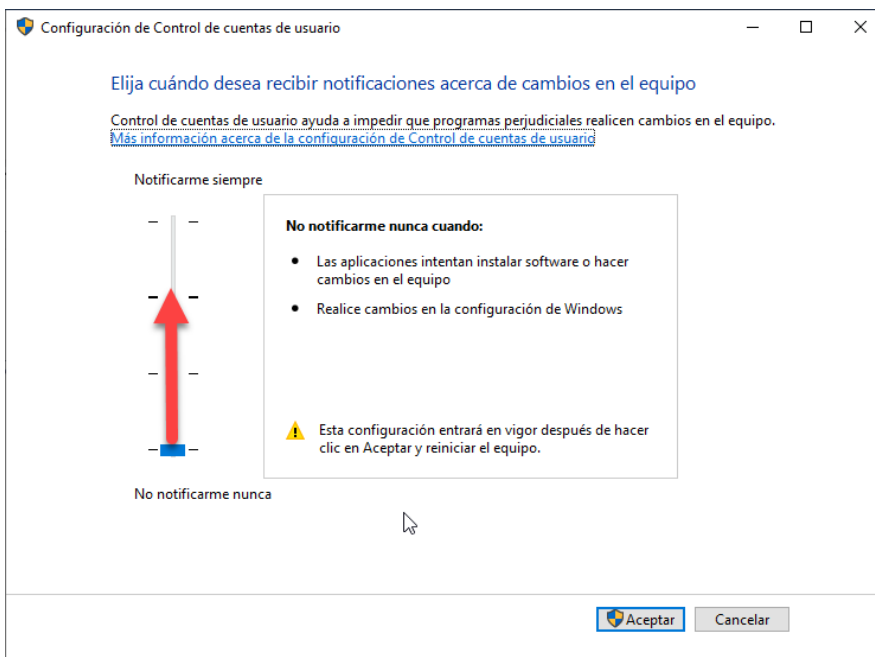 Configuración de Control de cuentas de usuario
Elija cuándo desea recibir notificaciones acerca de cambios en el equipo
Control de cuentas de usuario ayuda a impedir que programas perjudiciales realicen cambios en el equipo.
Más información acerca de la configuración de Control de cuentas de usuario
Notificarme siempre
No notificarme nunca cuando:
Las aplicaciones intentan instalar software o hacer
cambios en el equipo
Realice cambios en la configuración de Windows
Esta configuración entrará en vigor después de hacer
clic en Aceptar y reiniciar el equipo.
No notificarme nunca
Aceptar Cancelar